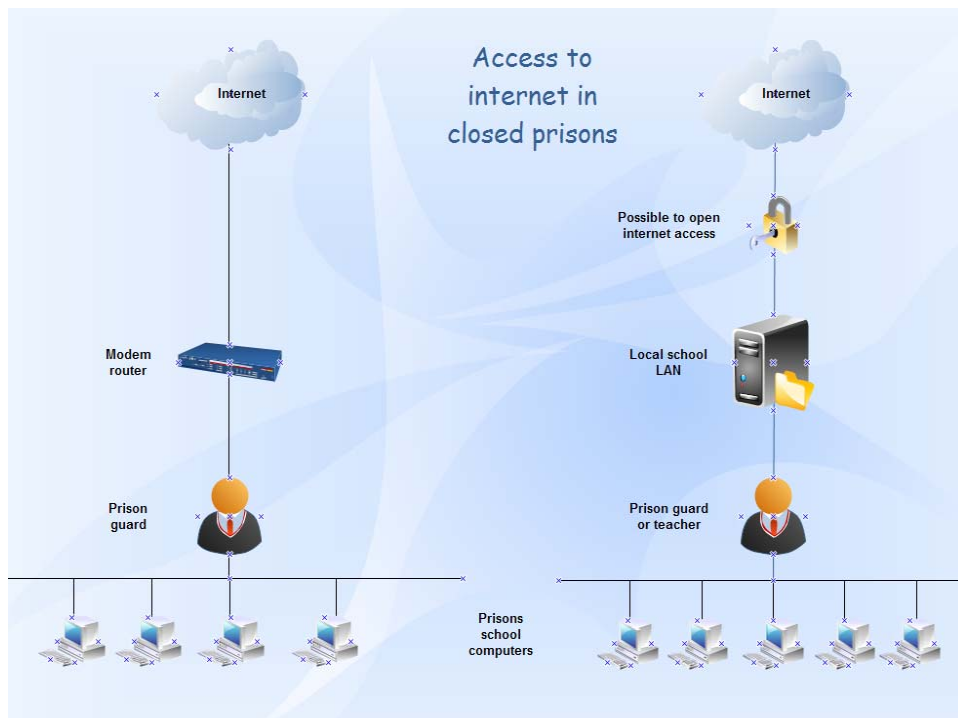 Access to
internet in
closed prisons
Internet
Modem
router
Prison
guard
Internet
Possible to open
internet access
Local school
LAN
Prison guard
or teacher
Prisons
school
computers